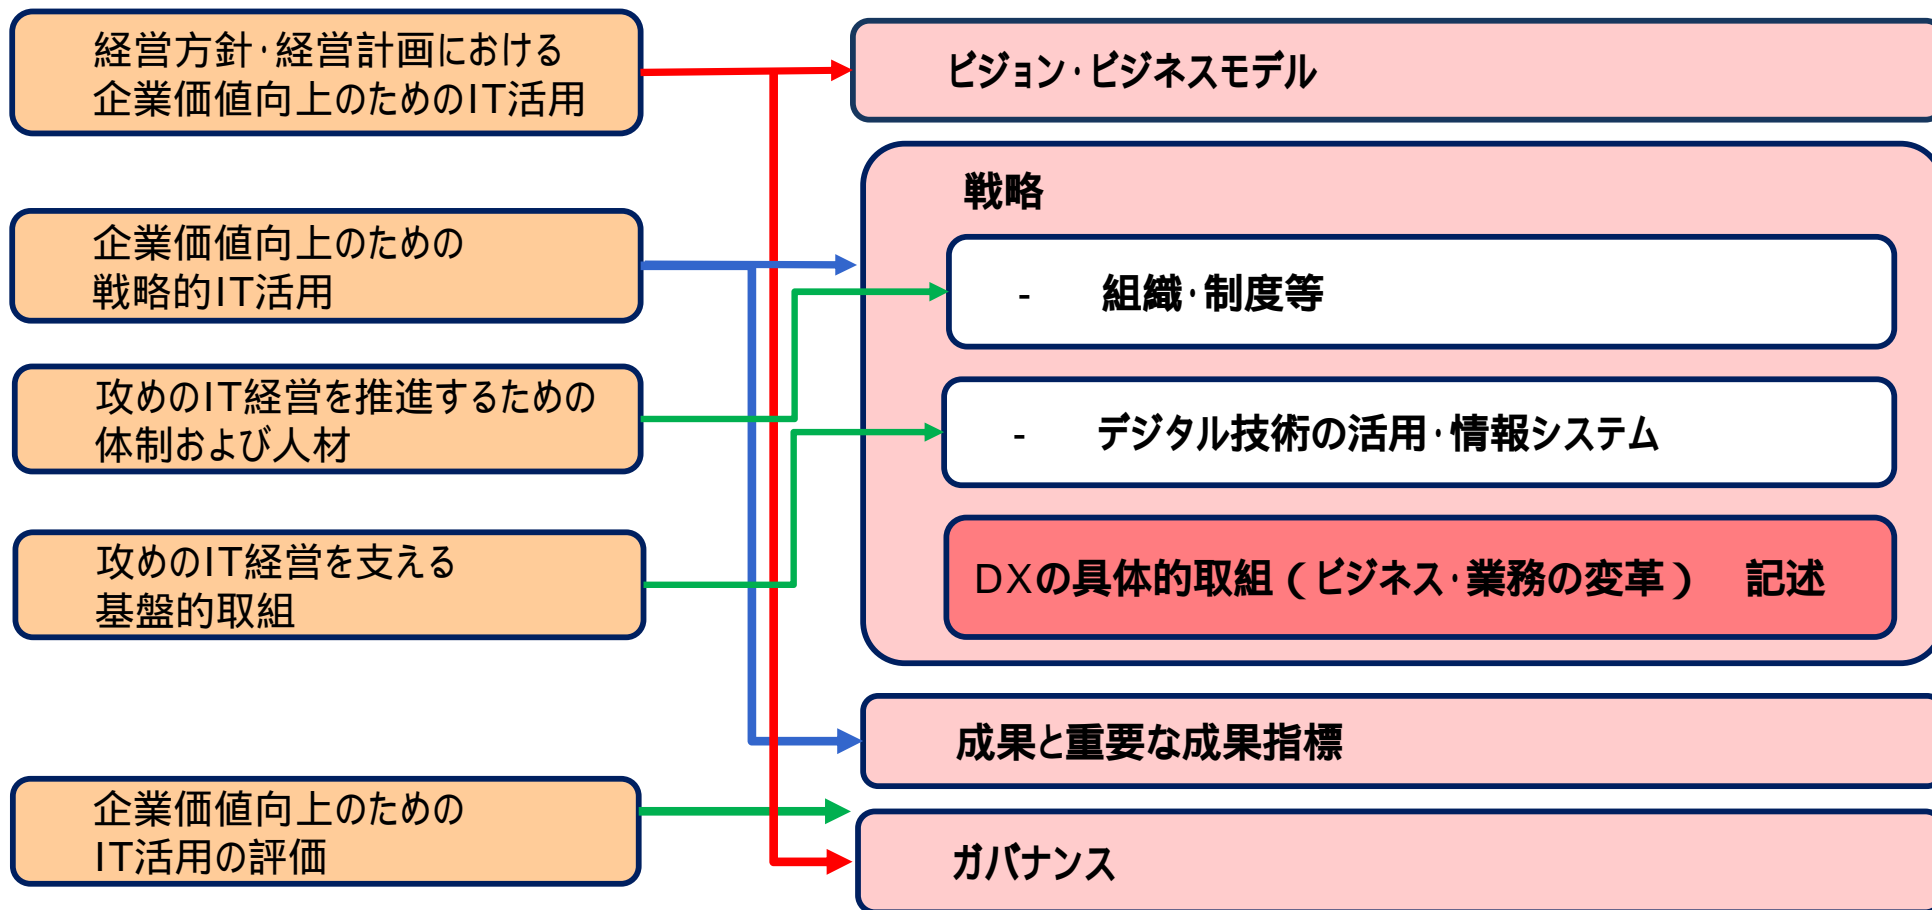 経営方針・経営計画における
企業価値向上のためのIT活用
企業価値向上のための
戦略的IT活用
攻めのIT経営を推進するための
体制および人材
攻めのIT経営を支える
基盤的取組
企業価値向上のための
IT活用の評価
ビジョン・ビジネスモデル
戦略
- 組織・制度等
- デジタル技術の活用・情報システム
DXの具体的取組（ビジネス・業務の変革） 記述
成果と重要な成果指標
ガバナンス